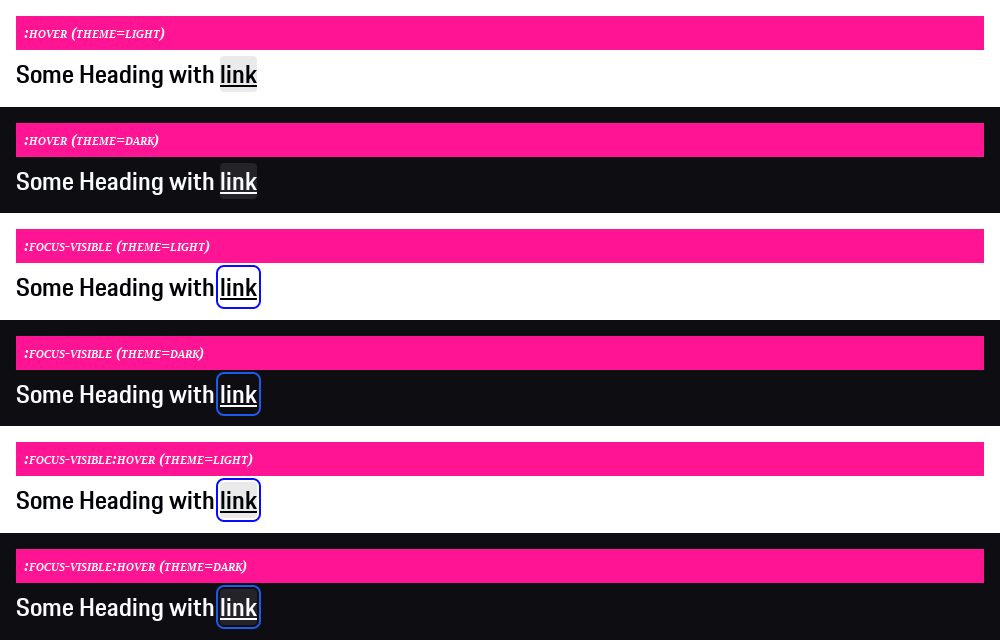 :hover (theme=light)
Some Heading with link
:hover (theme=dark)
Some Heading with link
:focus-visible (theme=light)
Some Heading with link
:focus-visible (theme=dark)
Some Heading with link
:focus-visible:hover (theme=light)
Some Heading with link
:focus-visible:hover (theme=dark)
Some Heading with link